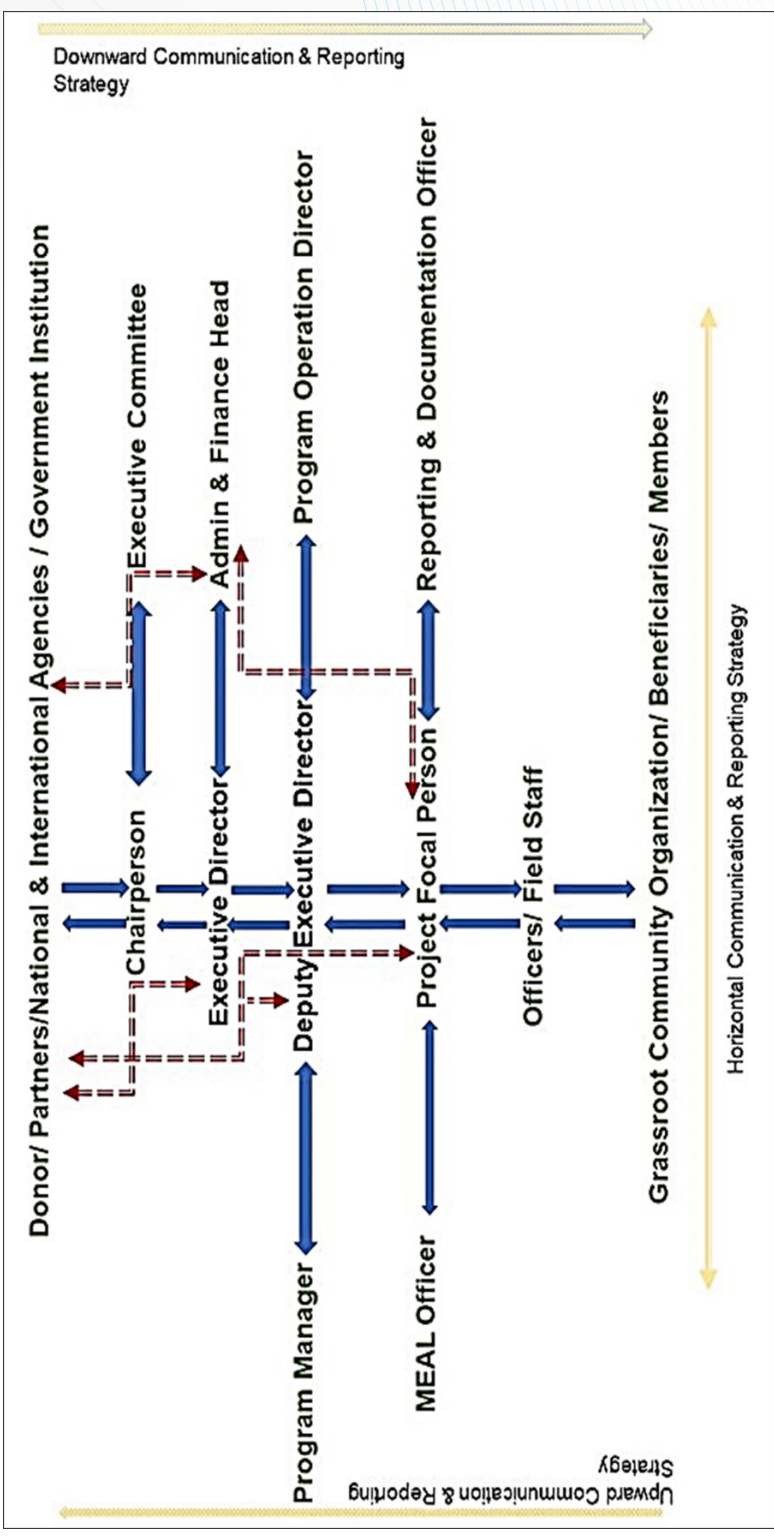 Downward Communication & Reporting
Strategy
Donor/ Partners/National & International Agencies / Government Institution
Chairperson
Executive Committee
Executive Director
Admin & Finance Head
Program Manager
Deputy Executive Director
Program Operation Director
MEAL Officer
Project Focal Person
Reporting & Documentation Officer
Officers/ Field Staff
Grassroot Community Organization/ Beneficiaries/ Members
Horizontal Communication & Reporting Strategy
Upward Communication & Reporting
Strategy